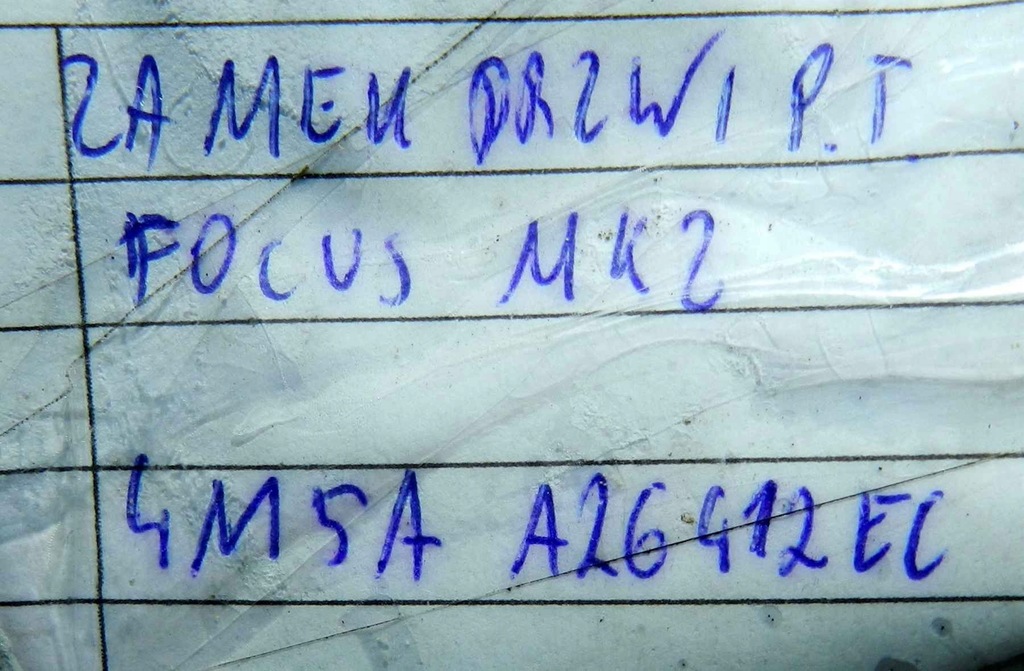 ZAMEK DRZWI P.T
FOCUS MK2
4M5A A26412EC